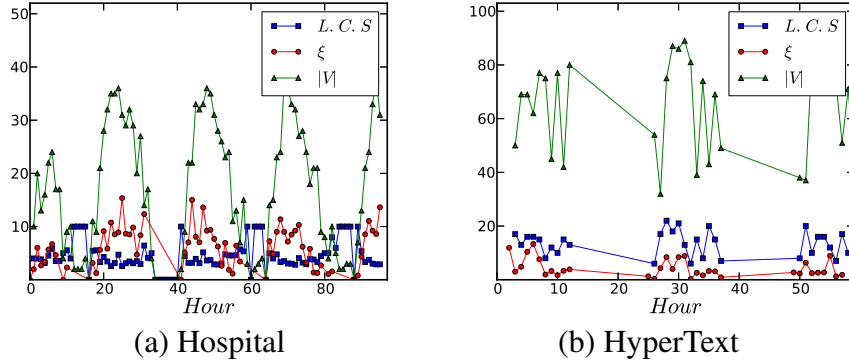 50
40
30
20
10
0 20 40 60 80
Hour
L. C. S
ξ
|V|
(a) Hospital
100
80
60
40
20
0 10 20 30 40 50
Hour
L. C. S
ξ
|V|
(b) HyperText